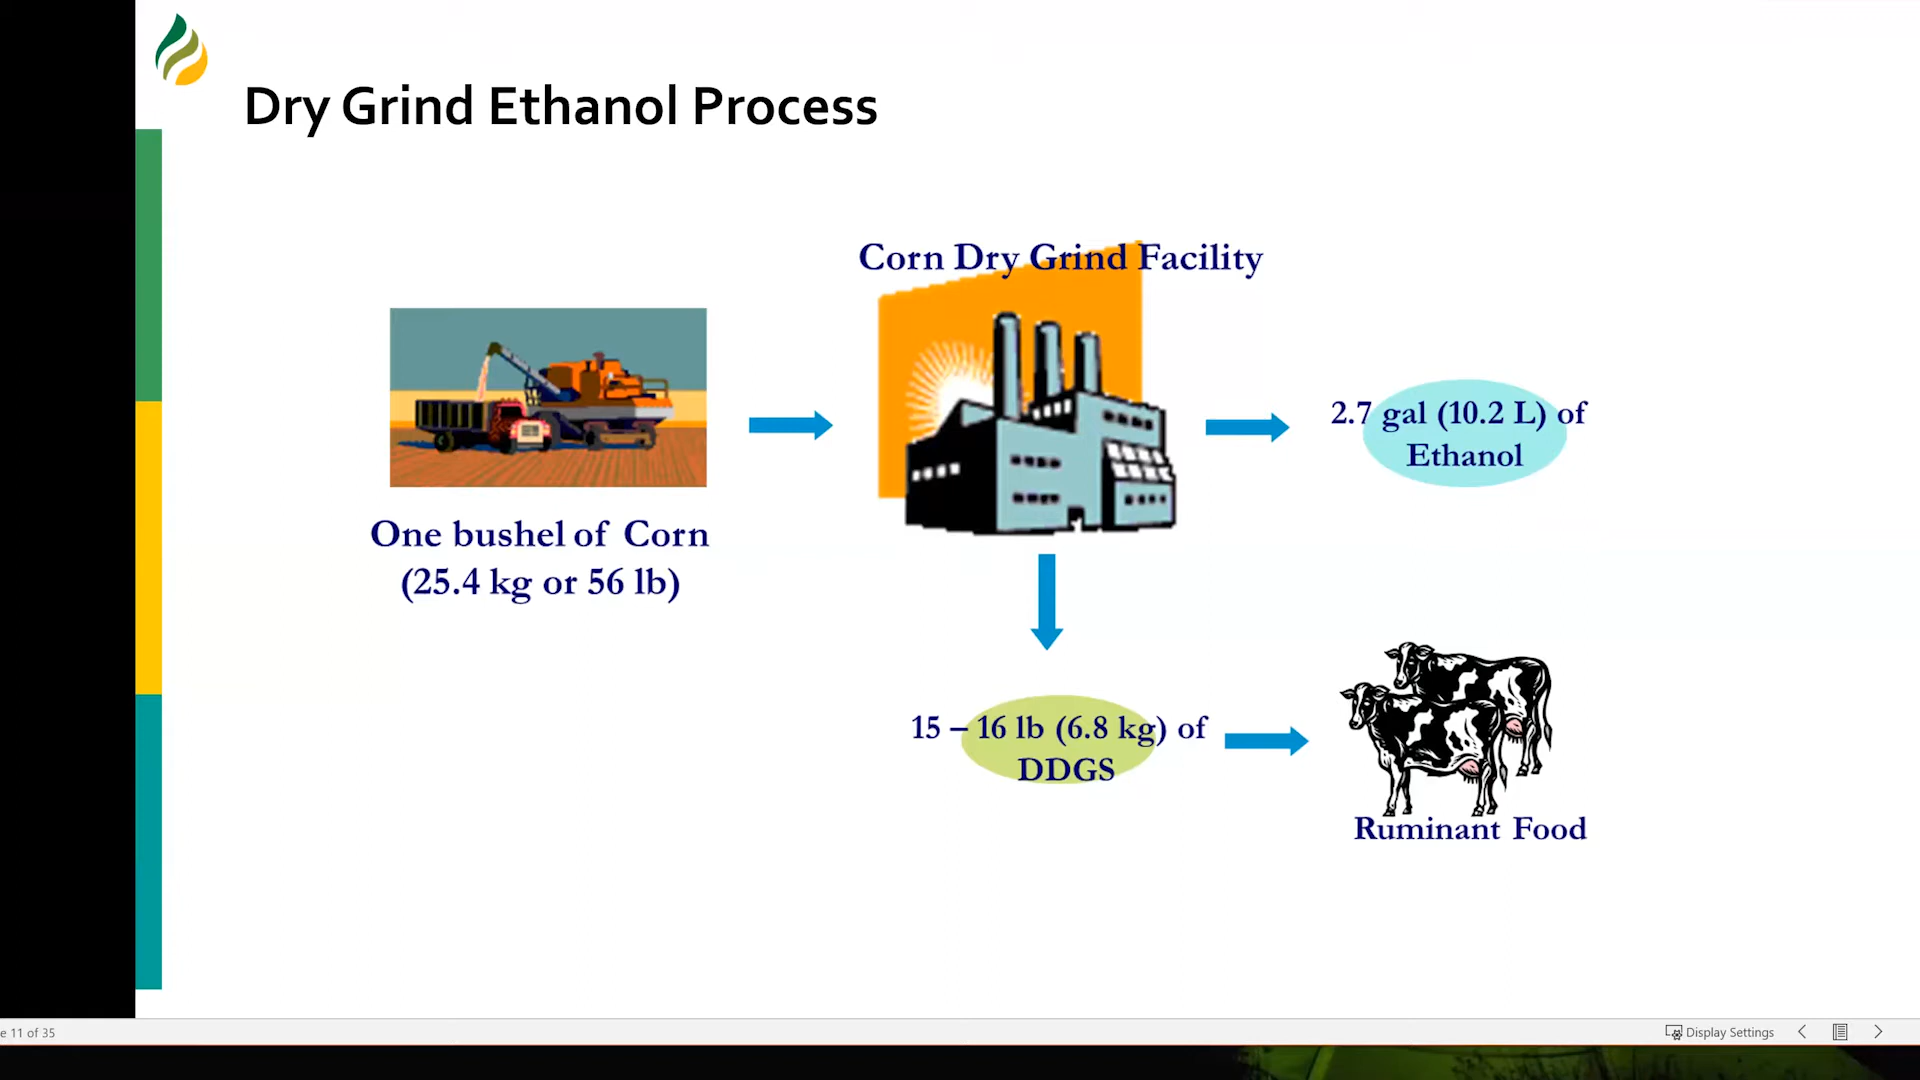 Dry Grind Ethanol Process
Corn Dry Grind Facility
2.7 gal (10.2 L) of
Ethanol
One bushel of Corn
(25.4 kg or 56 lb)
15 – 16 lb (6.8 kg) of
DDGS
Ruminant Food
e 11 of 35
Display Settings